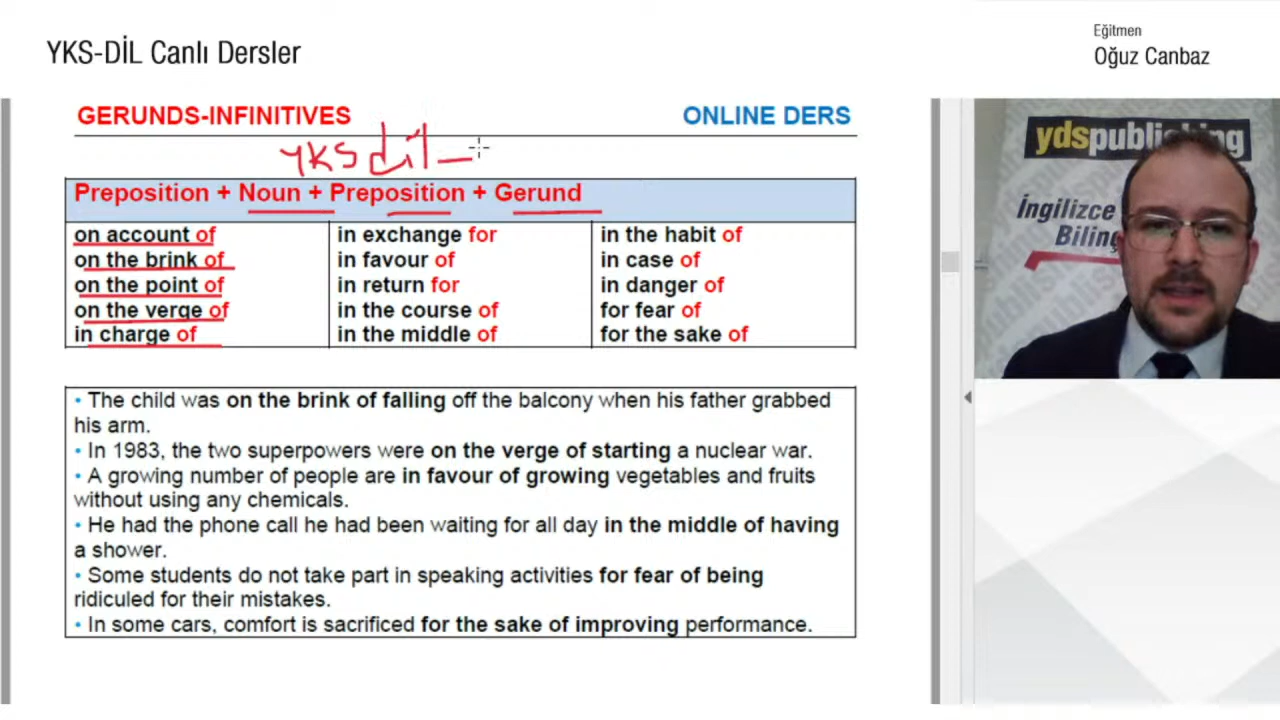 YKS-DİL Canlı Dersler
Eğitmen
Oğuz Canbaz
GERUNDS-INFINITIVES
ONLINE DERS
YKS dil
Preposition + Noun + Preposition + Gerund
on account of
on the brink of
on the point of
on the verge of
in charge of
in exchange for
in favour of
in return for
in the course of
in the middle of
in the habit of
in case of
in danger of
for fear of
for the sake of
• The child was on the brink of falling off the balcony when his father grabbed
his arm.
• In 1983, the two superpowers were on the verge of starting a nuclear war.
• A growing number of people are in favour of growing vegetables and fruits
without using any chemicals.
• He had the phone call he had been waiting for all day in the middle of having
a shower.
• Some students do not take part in speaking activities for fear of being
ridiculed for their mistakes.
• In some cars, comfort is sacrificed for the sake of improving performance.
İngilizce